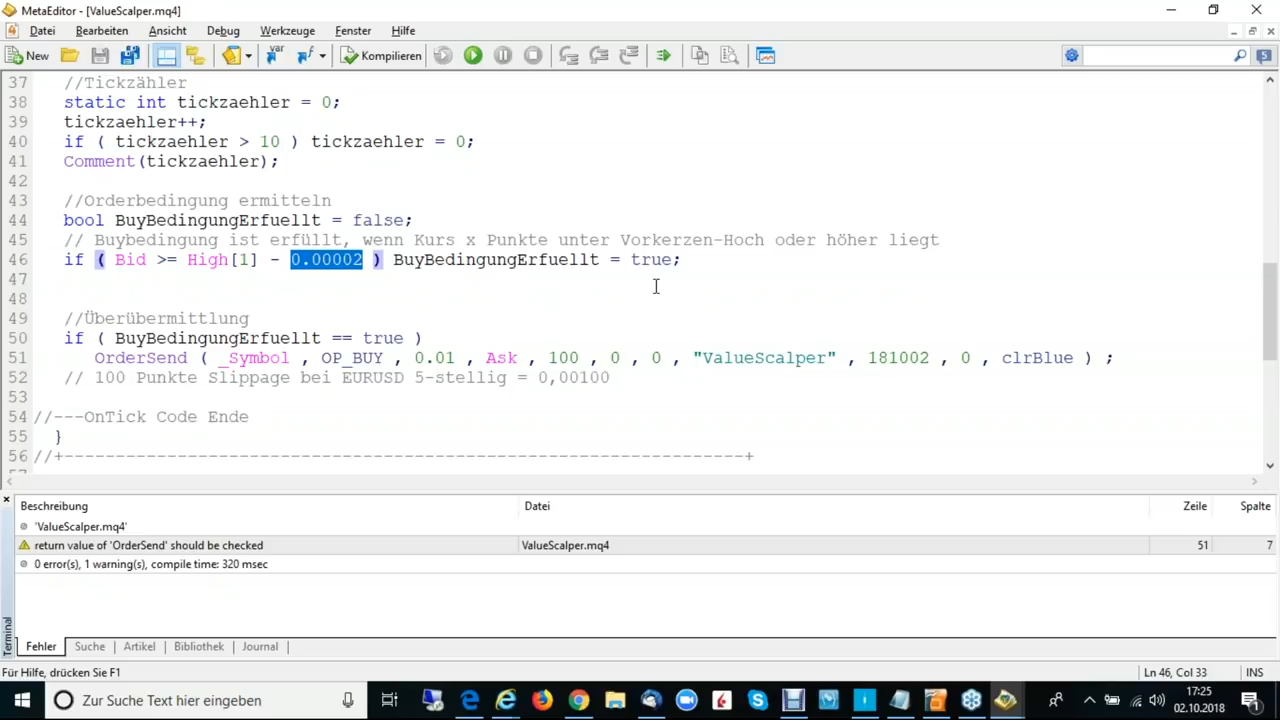 MetaEditor - [ValueScalper.mq4]
Datei Bearbeiten Ansicht Debug Werkzeuge Fenster Hilfe
New Kompilieren 5
37 //Tickzähler
38 static int tickzaehler = 0;
39 tickzaehler++;
40 if ( tickzaehler > 10 ) tickzaehler = 0;
41 Comment(tickzaehler);
42
43 //Orderbedingung ermitteln
44 bool BuyBedingungErfuellt = false;
45 // Buybedingung ist erfüllt, wenn Kurs x Punkte unter Vorkerzen-Hoch oder höher liegt
46 if ( Bid >= High[1] - 0.00002 ) BuyBedingungErfuellt = true;
47
48
49 //Überübermittlung
50 if ( BuyBedingungErfuellt == true )
51 OrderSend ( _Symbol , OP_BUY , 0.01 , Ask , 100 , 0 , 0 , "ValueScalper" , 181002 , 0 , clrBlue ) ;
52 // 100 Punkte Slippage bei EURUSD 5-stellig = 0,00100
53
54 //---OnTick Code Ende
55 }
56 //+------------------------------------------------------------------+
Beschreibung Datei Zeile Spalte
'ValueScalper.mq4'
return value of 'OrderSend' should be checked ValueScalper.mq4 51 7
0 error(s), 1 warning(s), compile time: 320 msec
Terminal
Fehler Suche Artikel Bibliothek Journal
Für Hilfe, drücken Sie F1 Ln 46, Col 33 INS
Zur Suche Text hier eingeben
17:25
02.10.2018
1